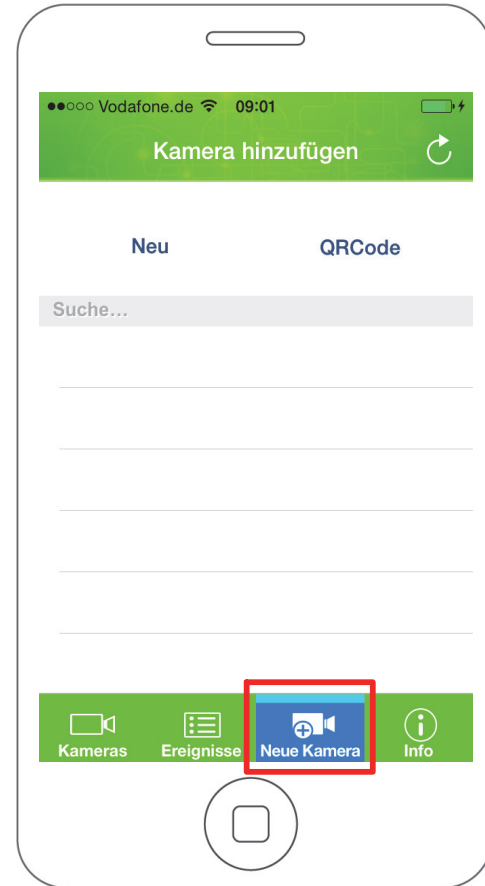 Vodafone.de 09:01
Kamera hinzufügen
Neu QRCode
Suche...
Kameras Ereignisse Neue Kamera Info